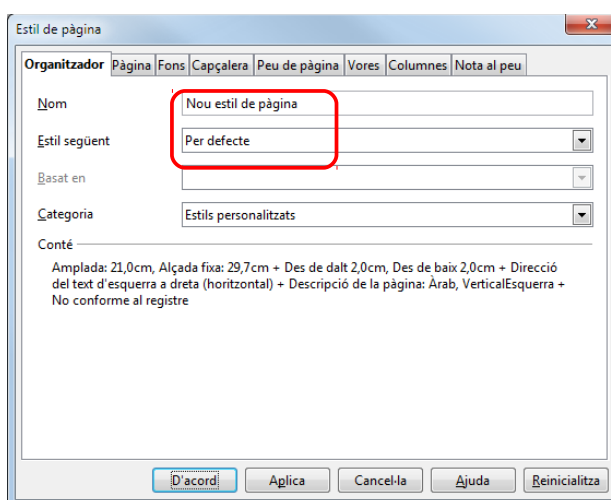 Estil de pàgina
Organitzador Pàgina Fons Capçalera Peu de pàgina Vores Columnes Nota al peu
Nom Nou estil de pàgina
Estil següent Per defecte
Basat en
Categoria Estils personalitzats
Conté
Amplada: 21,0cm, Alçada fixa: 29,7cm + Des de dalt 2,0cm, Des de baix 2,0cm + Direcció
del text d'esquerra a dreta (horitzontal) + Descripció de la pàgina: Àrab, VerticalEsquerra +
No conforme al registre
D'acord Aplica Cancel·la Ajuda Reinicialitza